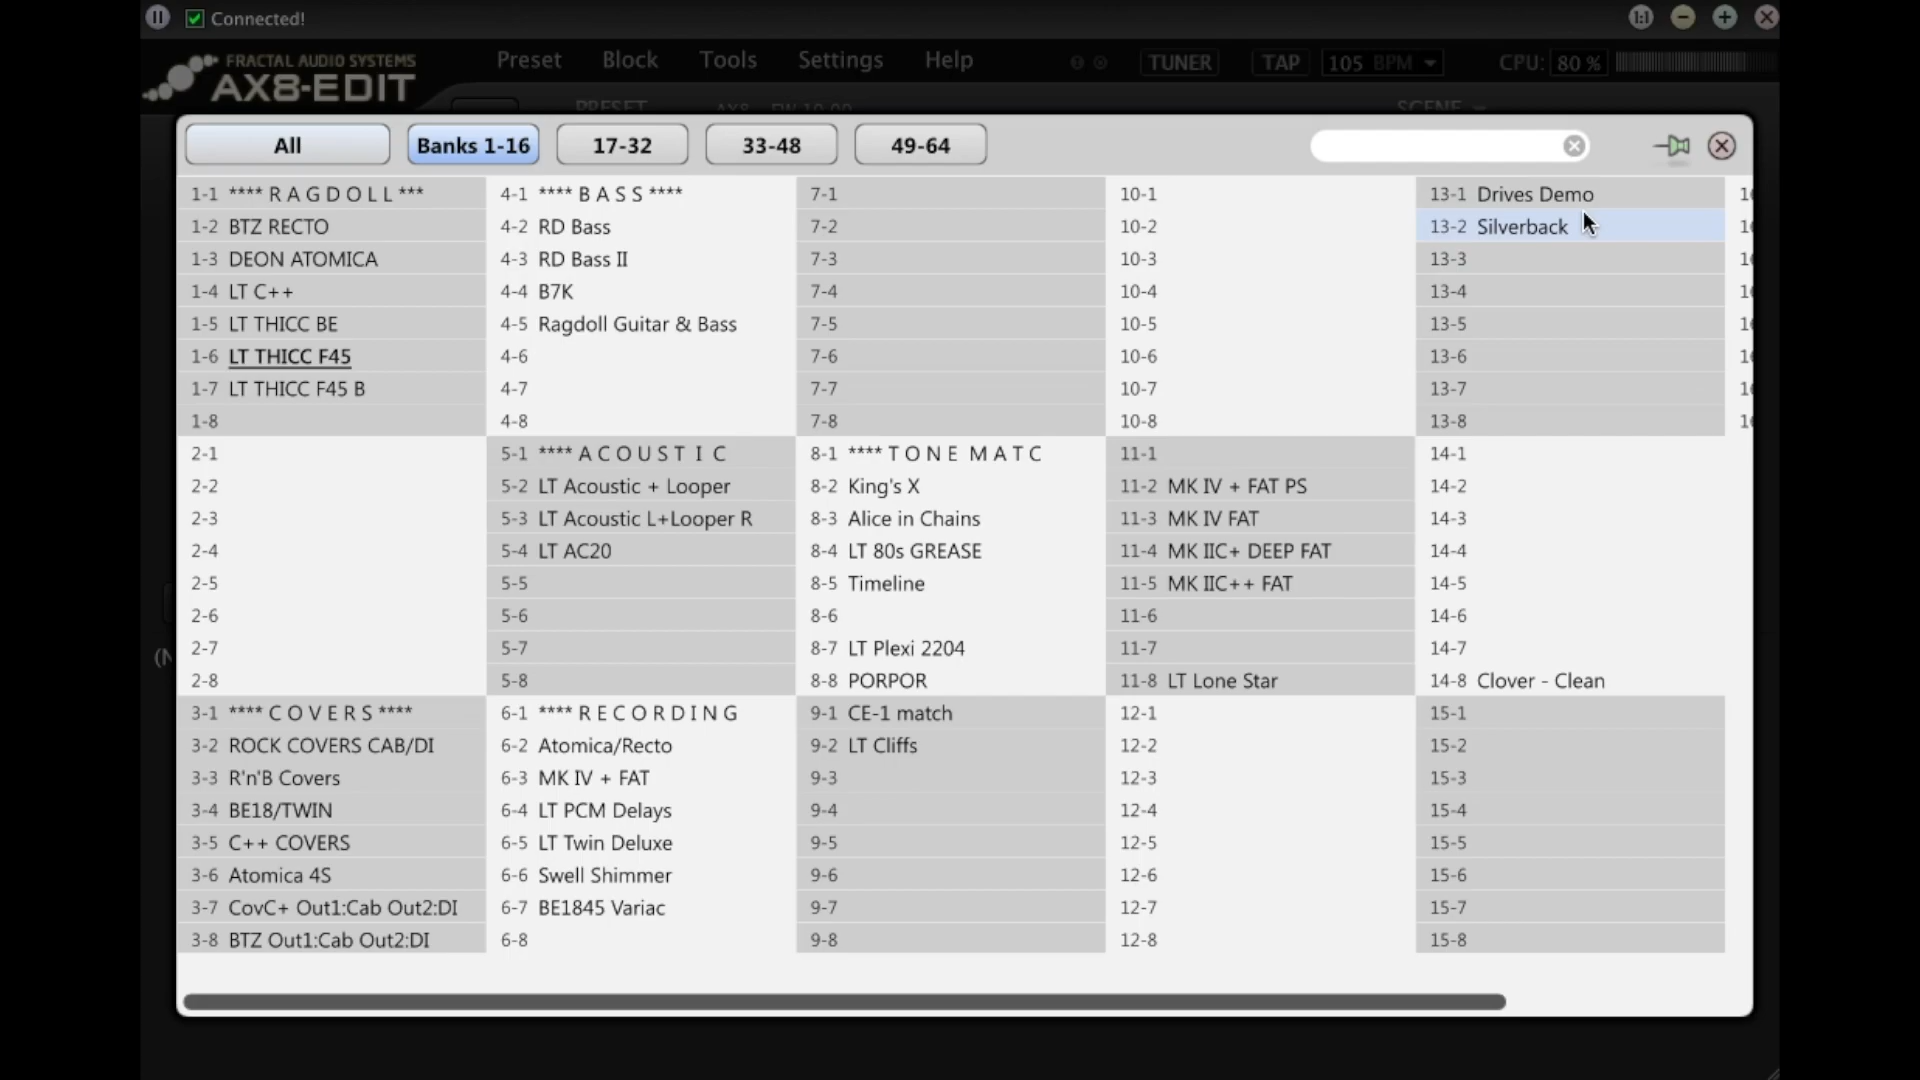 Connected!
1:1
FRACTAL AUDIO SYSTEMS
AX8-EDIT
Preset Block Tools Settings Help
TUNER TAP 105 BPM CPU: 80 %
PRESET AX8 FW 10.00 SCENE
All Banks 1-16 17-32 33-48 49-64
1-1 **** R A G D O L L ***
1-2 BTZ RECTO
1-3 DEON ATOMICA
1-4 LT C++
1-5 LT THICC BE
1-6 LT THICC F45
1-7 LT THICC F45 B
1-8
2-1
2-2
2-3
2-4
2-5
2-6
2-7
2-8
3-1 **** C O V E R S ****
3-2 ROCK COVERS CAB/DI
3-3 R'n'B Covers
3-4 BE18/TWIN
3-5 C++ COVERS
3-6 Atomica 4S
3-7 CovC+ Out1:Cab Out2:DI
3-8 BTZ Out1:Cab Out2:DI
4-1 **** B A S S ****
4-2 RD Bass
4-3 RD Bass II
4-4 B7K
4-5 Ragdoll Guitar & Bass
4-6
4-7
4-8
5-1 **** A C O U S T I C
5-2 LT Acoustic + Looper
5-3 LT Acoustic L+Looper R
5-4 LT AC20
5-5
5-6
5-7
5-8
6-1 **** R E C O R D I N G
6-2 Atomica/Recto
6-3 MK IV + FAT
6-4 LT PCM Delays
6-5 LT Twin Deluxe
6-6 Swell Shimmer
6-7 BE1845 Variac
6-8
7-1
7-2
7-3
7-4
7-5
7-6
7-7
7-8
8-1 **** T O N E M A T C
8-2 King's X
8-3 Alice in Chains
8-4 LT 80s GREASE
8-5 Timeline
8-6
8-7 LT Plexi 2204
8-8 PORPOR
9-1 CE-1 match
9-2 LT Cliffs
9-3
9-4
9-5
9-6
9-7
9-8
10-1
10-2
10-3
10-4
10-5
10-6
10-7
10-8
11-1
11-2 MK IV + FAT PS
11-3 MK IV FAT
11-4 MK IIC+ DEEP FAT
11-5 MK IIC++ FAT
11-6
11-7
11-8 LT Lone Star
12-1
12-2
12-3
12-4
12-5
12-6
12-7
12-8
13-1 Drives Demo
13-2 Silverback
13-3
13-4
13-5
13-6
13-7
13-8
14-1
14-2
14-3
14-4
14-5
14-6
14-7
14-8 Clover - Clean
15-1
15-2
15-3
15-4
15-5
15-6
15-7
15-8